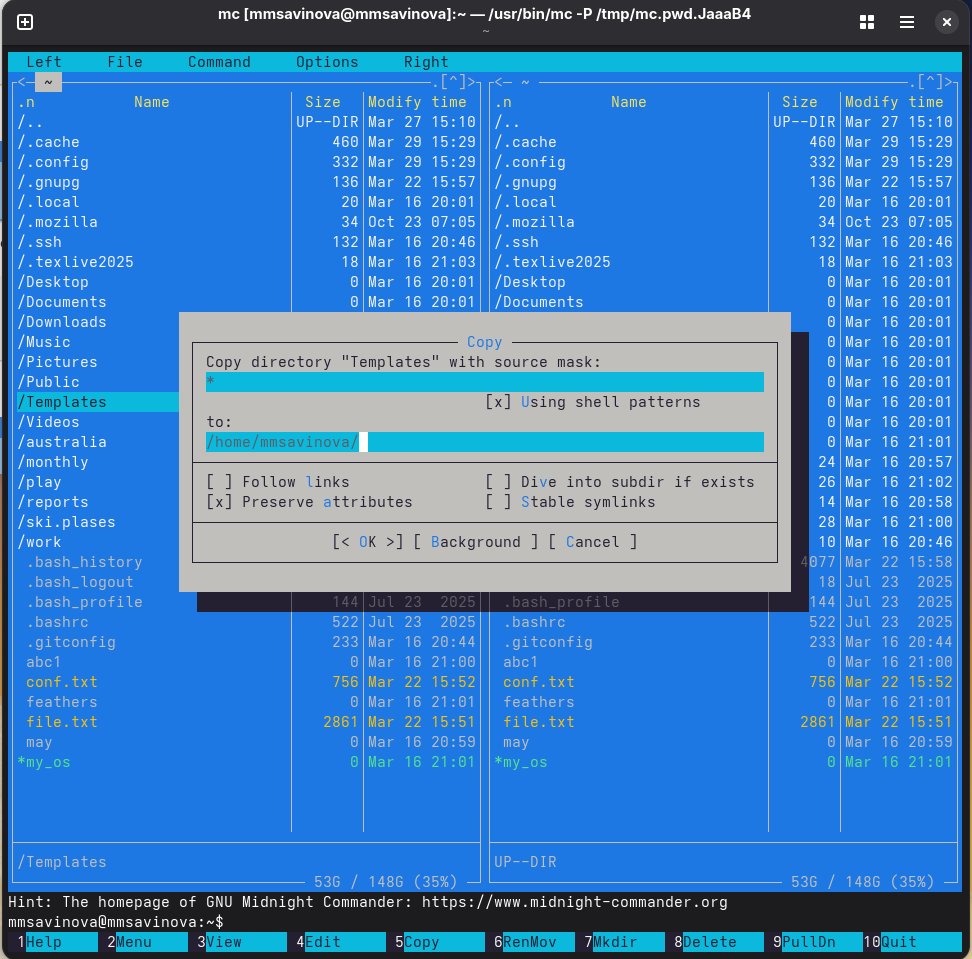 mc [mmsavinova@mmsavinova]:~ — /usr/bin/mc -P /tmp/mc.pwd.JaaaB4
~
Left File Command Options Right
<— ~ .[^]> <— ~ .[^]>
.n Name Size Modify time .n Name Size Modify time
/.. UP--DIR Mar 27 15:10 /.. UP--DIR Mar 27 15:10
/.cache 460 Mar 29 15:29 /.cache 460 Mar 29 15:29
/.config 332 Mar 29 15:29 /.config 332 Mar 29 15:29
/.gnupg 136 Mar 22 15:57 /.gnupg 136 Mar 22 15:57
/.local 20 Mar 16 20:01 /.local 20 Mar 16 20:01
/.mozilla 34 Oct 23 07:05 /.mozilla 34 Oct 23 07:05
/.ssh 132 Mar 16 20:46 /.ssh 132 Mar 16 20:46
/.texlive2025 18 Mar 16 21:03 /.texlive2025 18 Mar 16 21:03
/Desktop 0 Mar 16 20:01 /Desktop 0 Mar 16 20:01
/Documents 0 Mar 16 20:01 /Documents 0 Mar 16 20:01
/Downloads 0 Mar 16 20:01
/Music Copy 0 Mar 16 20:01
/Pictures Copy directory "Templates" with source mask: 0 Mar 16 20:01
/Public * 0 Mar 16 20:01
/Templates [x] Using shell patterns 0 Mar 16 20:01
/Videos to: 0 Mar 16 20:01
/australia /home/mmsavinova/ 0 Mar 16 21:01
/monthly 24 Mar 16 20:57
/play [ ] Follow links [ ] Dive into subdir if exists 26 Mar 16 21:02
/reports [x] Preserve attributes [ ] Stable symlinks 14 Mar 16 20:58
/ski.plases 28 Mar 16 21:00
/work [< OK >] [ Background ] [ Cancel ] 10 Mar 16 20:46
.bash_history 4077 Mar 22 15:58
.bash_logout 18 Jul 23 2025
.bash_profile 144 Jul 23 2025 .bash_profile 144 Jul 23 2025
.bashrc 522 Jul 23 2025 .bashrc 522 Jul 23 2025
.gitconfig 233 Mar 16 20:44 .gitconfig 233 Mar 16 20:44
abc1 0 Mar 16 21:00 abc1 0 Mar 16 21:00
conf.txt 756 Mar 22 15:52 conf.txt 756 Mar 22 15:52
feathers 0 Mar 16 21:01 feathers 0 Mar 16 21:01
file.txt 2861 Mar 22 15:51 file.txt 2861 Mar 22 15:51
may 0 Mar 16 20:59 may 0 Mar 16 20:59
*my_os 0 Mar 16 21:01 *my_os 0 Mar 16 21:01
/Templates UP--DIR
53G / 148G (35%) 53G / 148G (35%)
Hint: The homepage of GNU Midnight Commander: https://www.midnight-commander.org
mmsavinova@mmsavinova:~$
1Help 2Menu 3View 4Edit 5Copy 6RenMov 7Mkdir 8Delete 9PullDn 10Quit